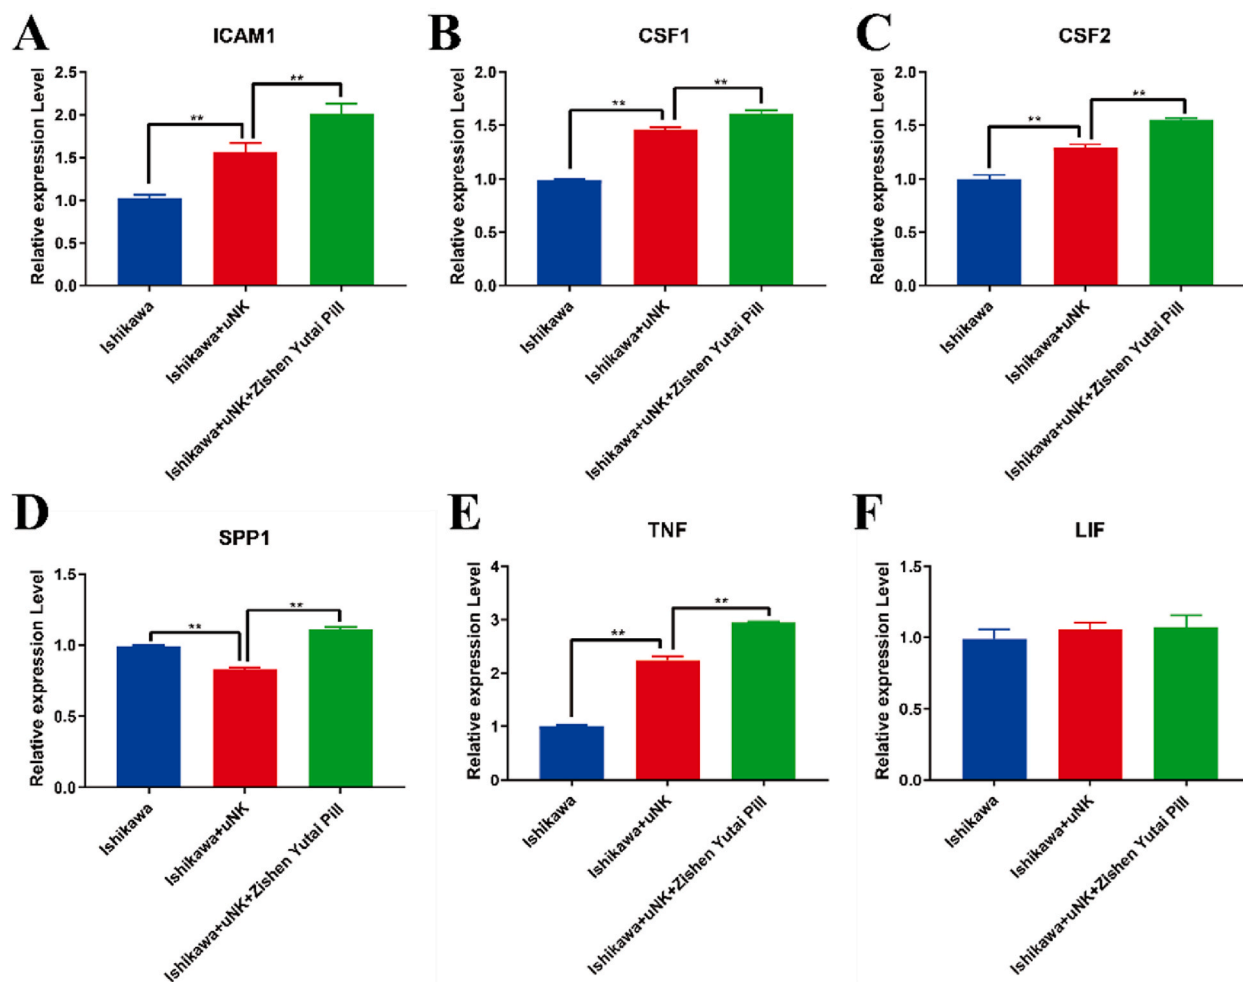 A
ICAM1
Relative expression Level
2.5
2.0
1.5
1.0
0.5
0.0
**
**
Ishikawa
Ishikawa+uNK
Ishikawa+uNK+Zishen Yutai Pill
B
CSF1
Relative expression Level
2.0
1.5
1.0
0.5
0.0
**
**
Ishikawa
Ishikawa+uNK
Ishikawa+uNK+Zishen Yutai Pill
C
CSF2
Relative expression Level
2.0
1.5
1.0
0.5
0.0
**
**
Ishikawa
Ishikawa+uNK
Ishikawa+uNK+Zishen Yutai Pill
D
SPP1
Relative expression Level
1.5
1.0
0.5
0.0
**
**
Ishikawa
Ishikawa+uNK
Ishikawa+uNK+Zishen Yutai Pill
E
TNF
Relative expression Level
4
3
2
1
0
**
**
Ishikawa
Ishikawa+uNK
Ishikawa+uNK+Zishen Yutai Pill
F
LIF
Relative expression Level
1.5
1.0
0.5
0.0
Ishikawa
Ishikawa+uNK
Ishikawa+uNK+Zishen Yutai Pill